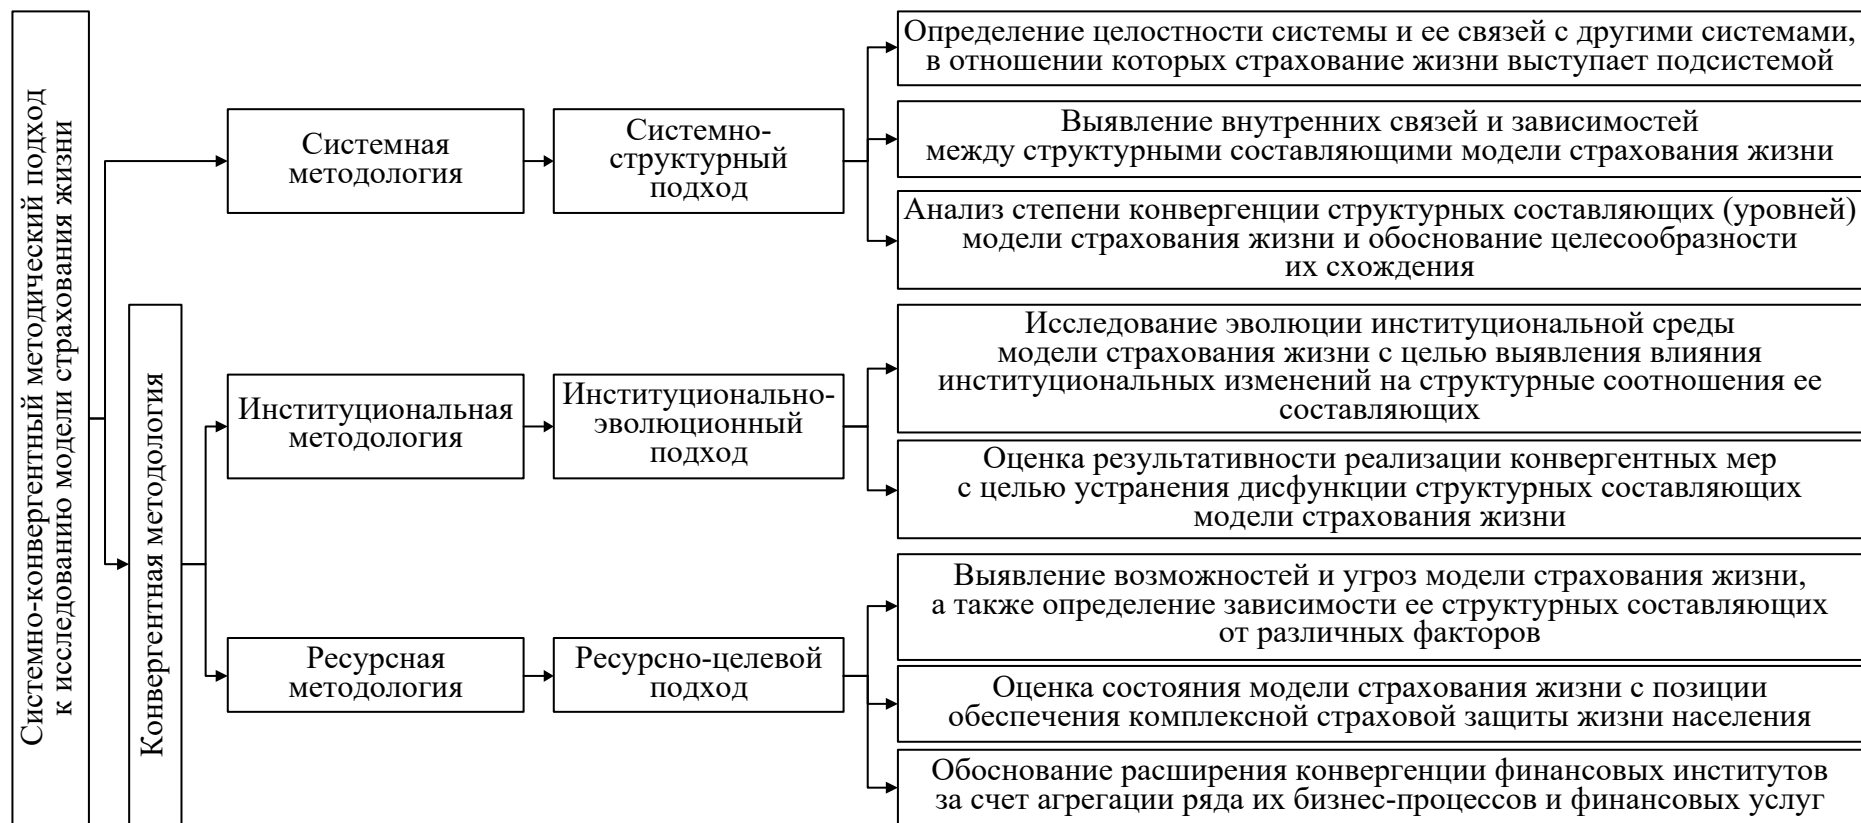 Системно-конвергентный методический подход
к исследованию модели страхования жизни
Системная
методология
Системно-
структурный
подход
Определение целостности системы и ее связей с другими системами,
в отношении которых страхование жизни выступает подсистемой
Выявление внутренних связей и зависимостей
между структурными составляющими модели страхования жизни
Анализ степени конвергенции структурных составляющих (уровней)
модели страхования жизни и обоснование целесообразности
их схождения
Конвергентная методология
Институциональная
методология
Институционально-
эволюционный
подход
Исследование эволюции институциональной среды
модели страхования жизни с целью выявления влияния
институциональных изменений на структурные соотношения ее
составляющих
Оценка результативности реализации конвергентных мер
с целью устранения дисфункции структурных составляющих
модели страхования жизни
Ресурсная
методология
Ресурсно-целевой
подход
Выявление возможностей и угроз модели страхования жизни,
а также определение зависимости ее структурных составляющих
от различных факторов
Оценка состояния модели страхования жизни с позиции
обеспечения комплексной страховой защиты жизни населения
Обоснование расширения конвергенции финансовых институтов
за счет агрегации ряда их бизнес-процессов и финансовых услуг